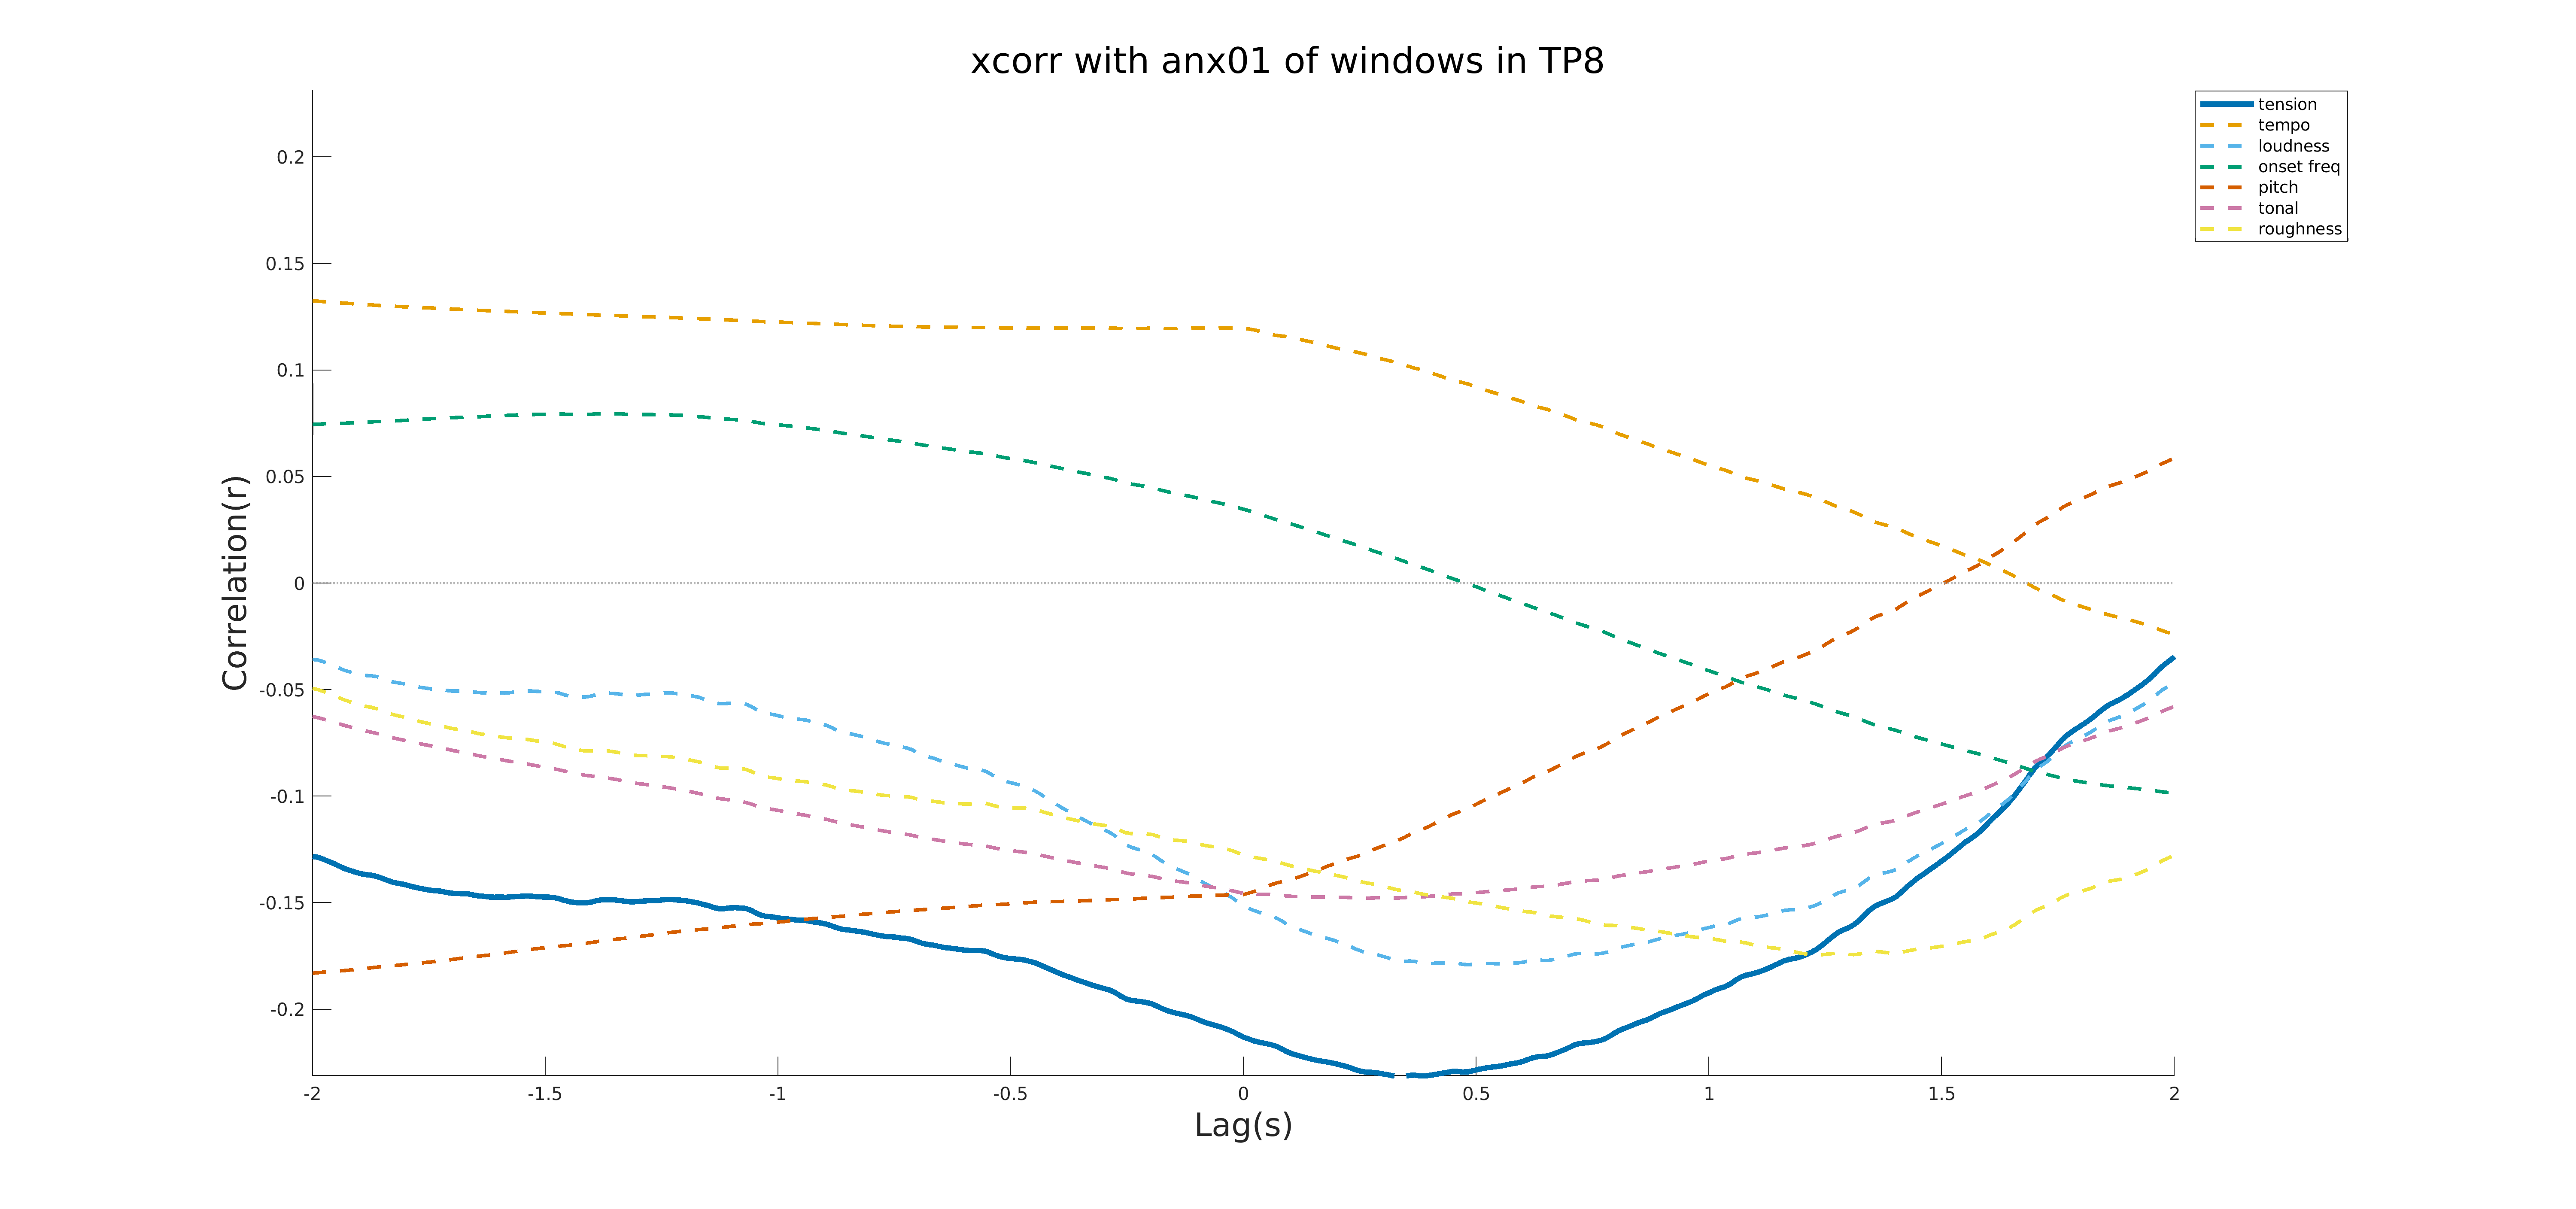 xcorr with anx01 of windows in TP8
tension
tempo
loudness
onset freq
pitch
tonal
roughness
Correlation(r)
0.2
0.15
0.1
0.05
0
-0.05
-0.1
-0.15
-0.2
-2 -1.5 -1 -0.5 0 0.5 1 1.5 2
Lag(s)